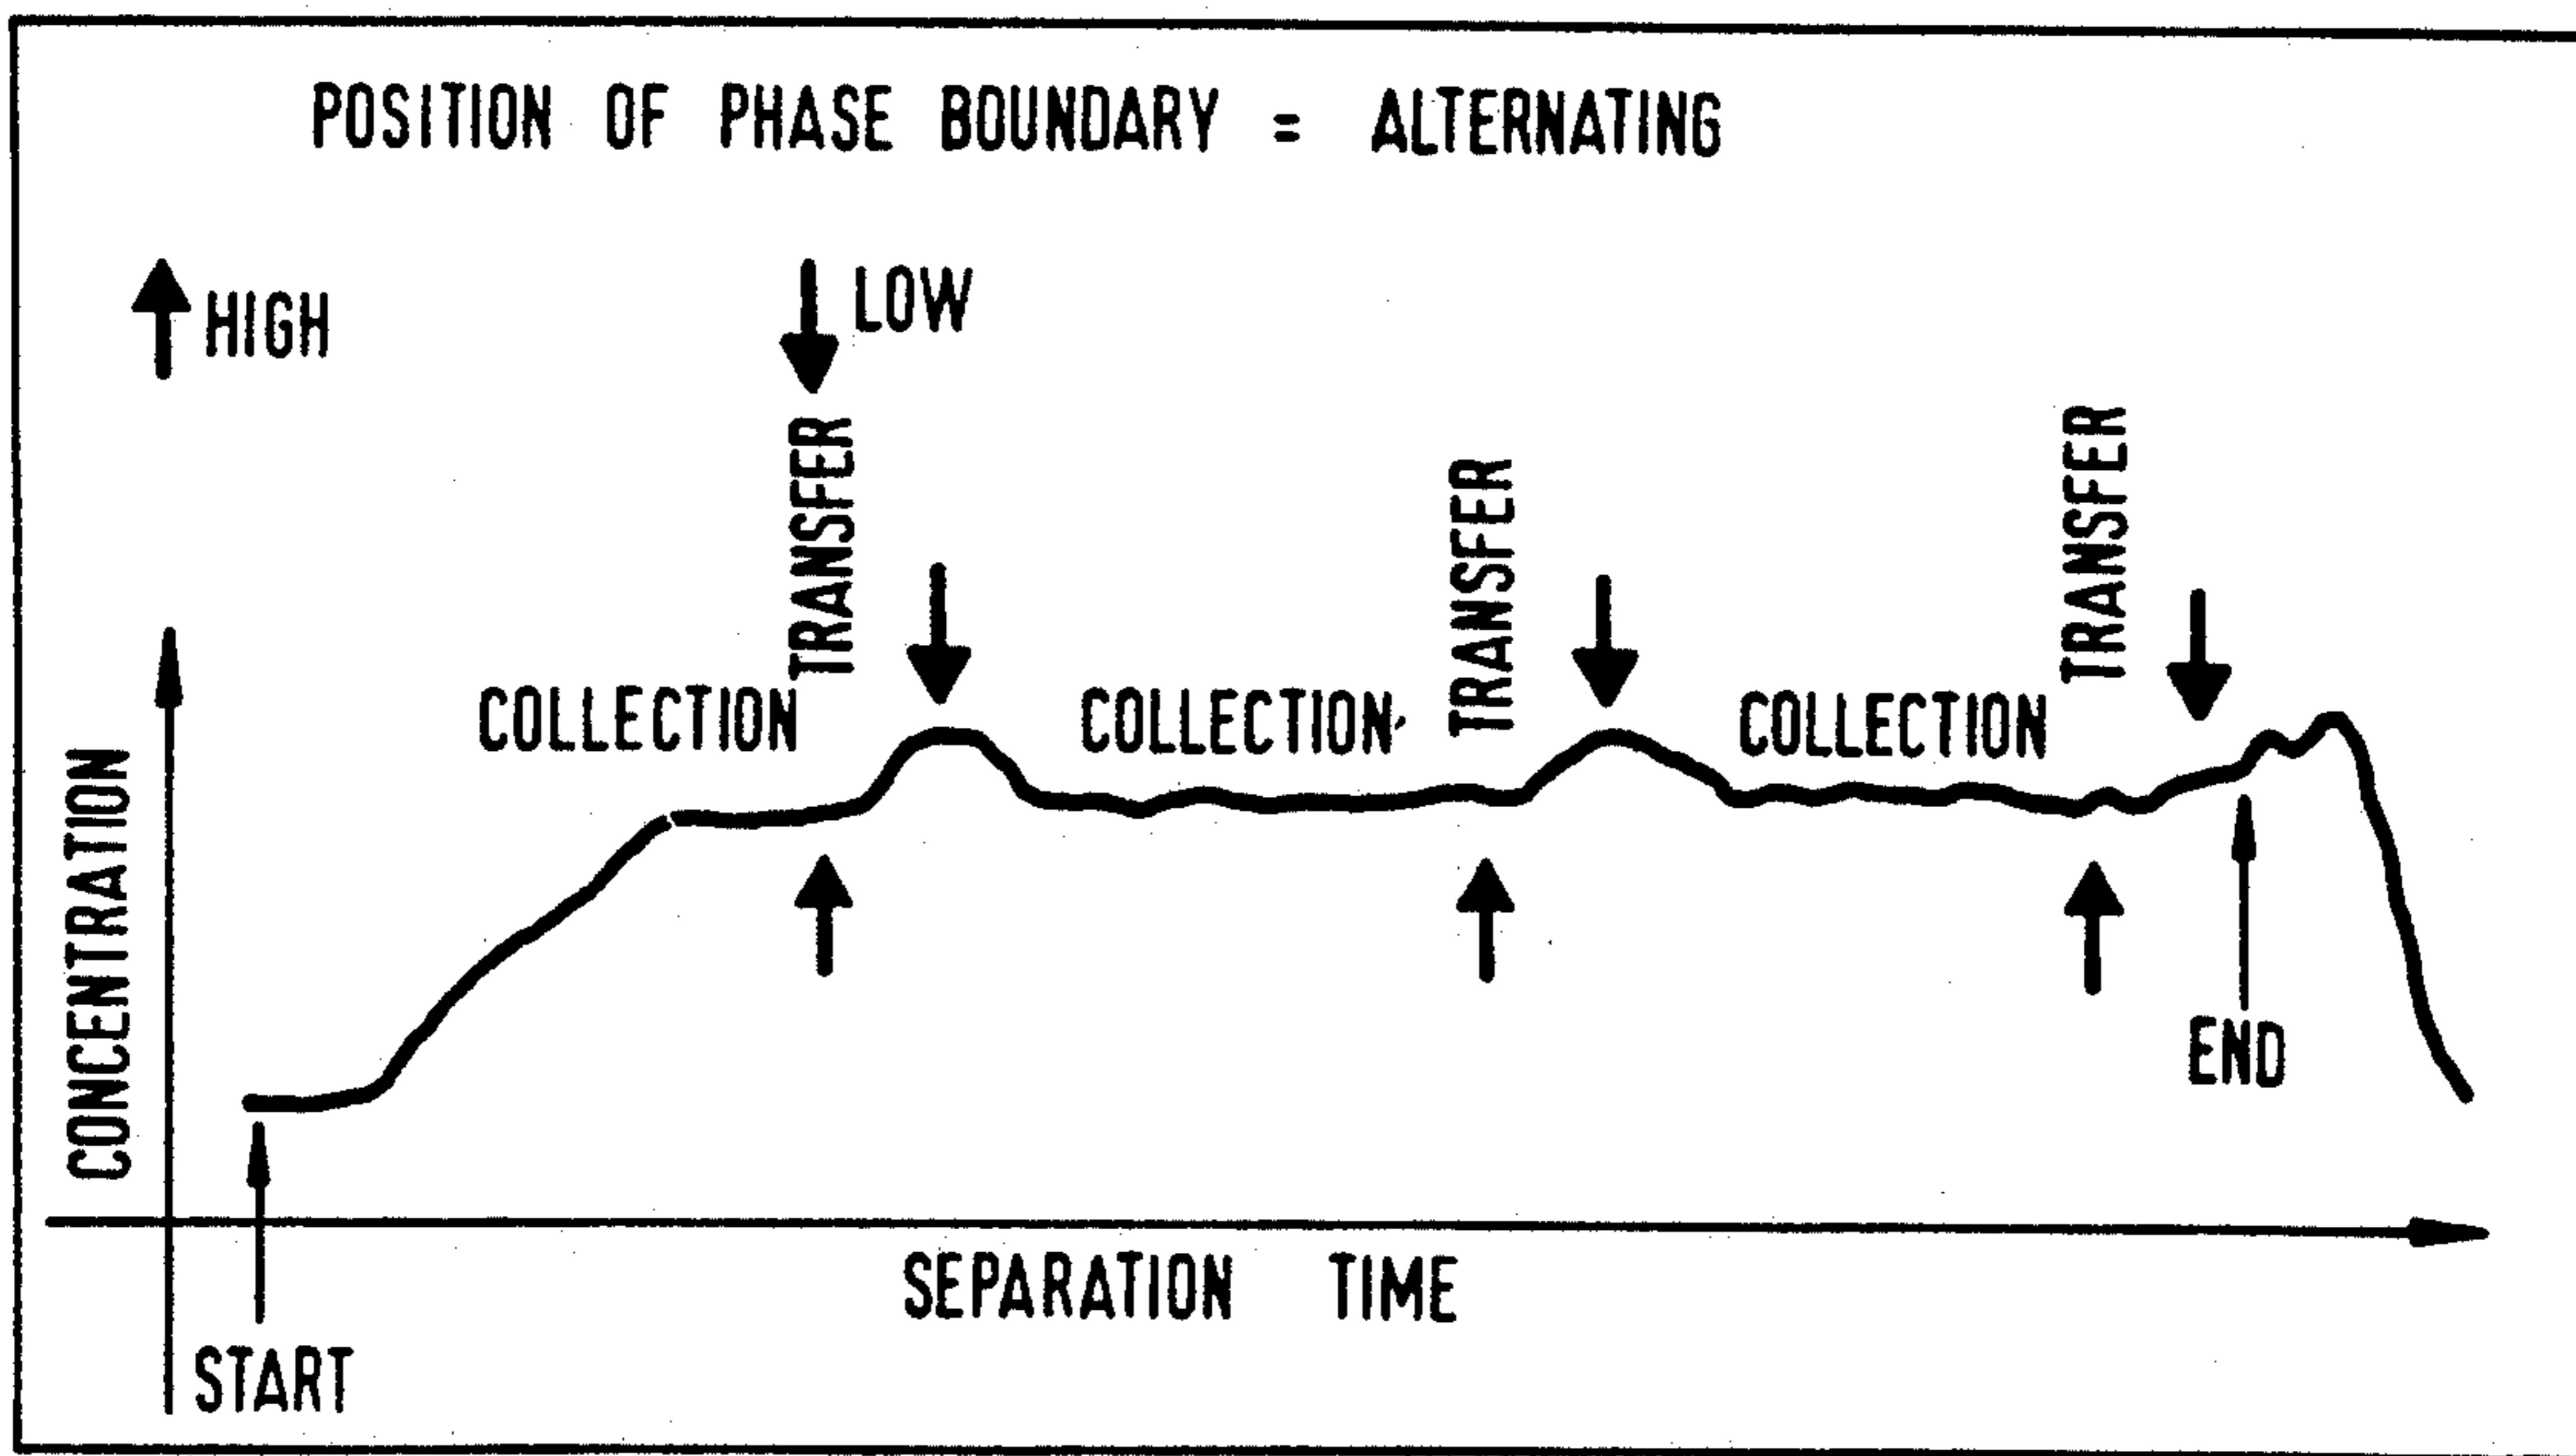 POSITION OF PHASE BOUNDARY = ALTERNATING
HIGH
LOW
TRANSFER
TRANSFER
TRANSFER
COLLECTION
COLLECTION
COLLECTION
CONCENTRATION
END
SEPARATION TIME
START